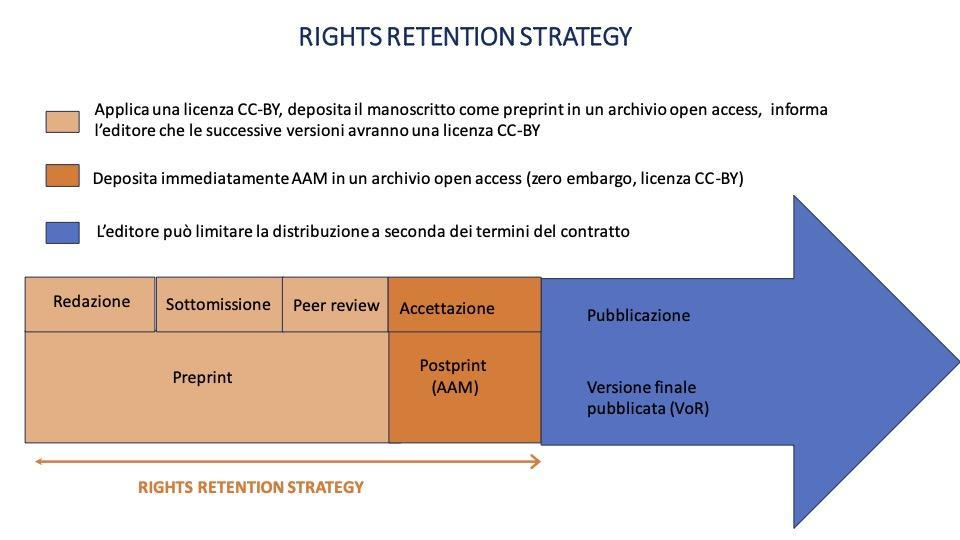 RIGHTS RETENTION STRATEGY
Applica una licenza CC-BY, deposita il manoscritto come preprint in un archivio open access, informa
l'editore che le successive versioni avranno una licenza CC-BY
Deposita immediatamente AAM in un archivio open access (zero embargo, licenza CC-BY)
L'editore può limitare la distribuzione a seconda dei termini del contratto
Redazione
Sottomissione
Peer review
Accettazione
Pubblicazione
Preprint
Postprint
(AAM)
Versione finale
pubblicata (VoR)
RIGHTS RETENTION STRATEGY